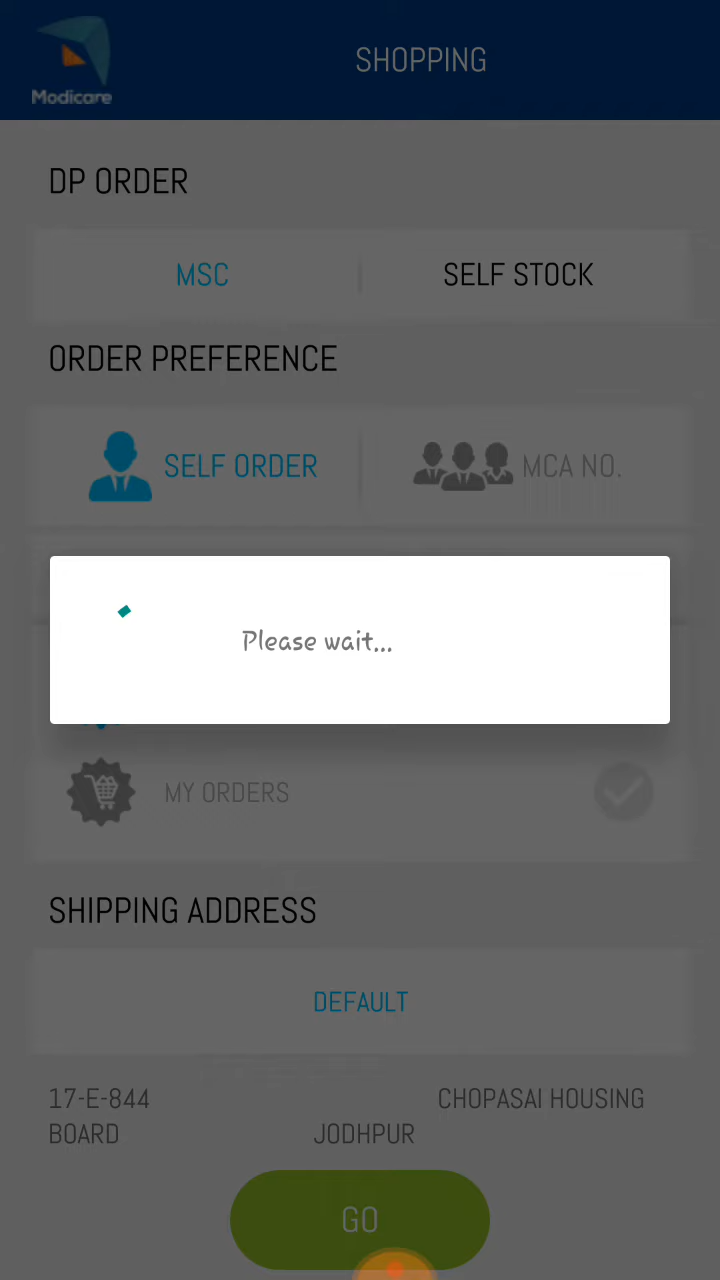 Modicare
SHOPPING
DP ORDER
MSC
SELF STOCK
ORDER PREFERENCE
SELF ORDER
MCA NO.
Please wait...
MY ORDERS
SHIPPING ADDRESS
DEFAULT
17-E-844 CHOPASAI HOUSING
BOARD JODHPUR
GO